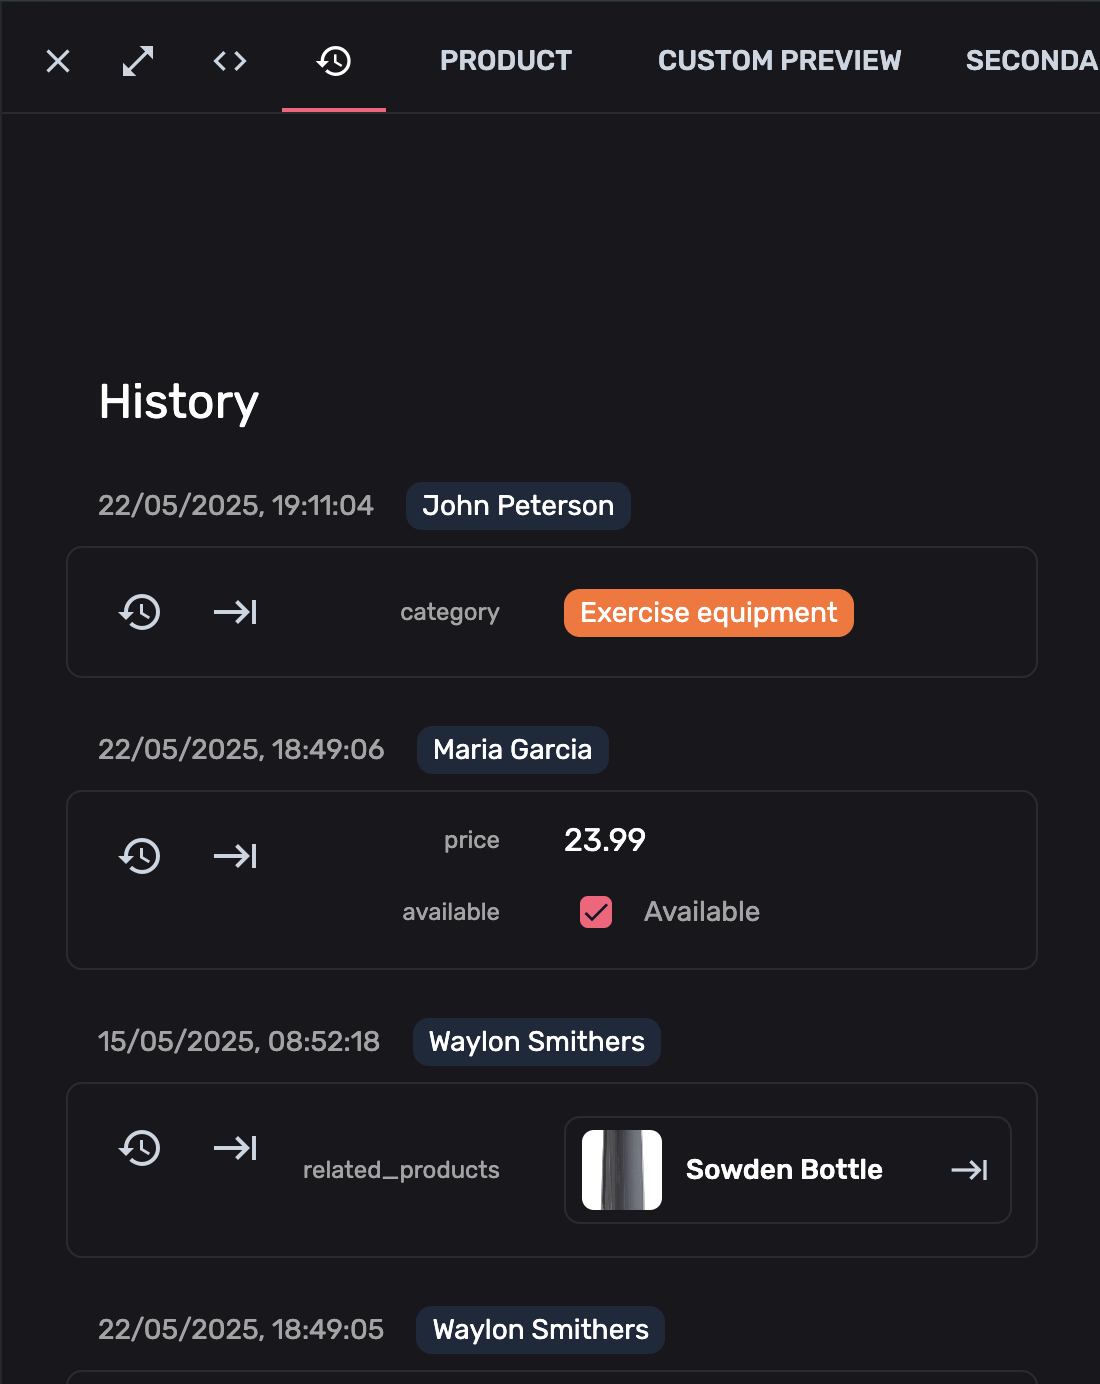 PRODUCT CUSTOM PREVIEW SECONDA
History
22/05/2025, 19:11:04 John Peterson
category Exercise equipment
22/05/2025, 18:49:06 Maria Garcia
price 23.99
available Available
15/05/2025, 08:52:18 Waylon Smithers
related_products Sowden Bottle
22/05/2025, 18:49:05 Waylon Smithers